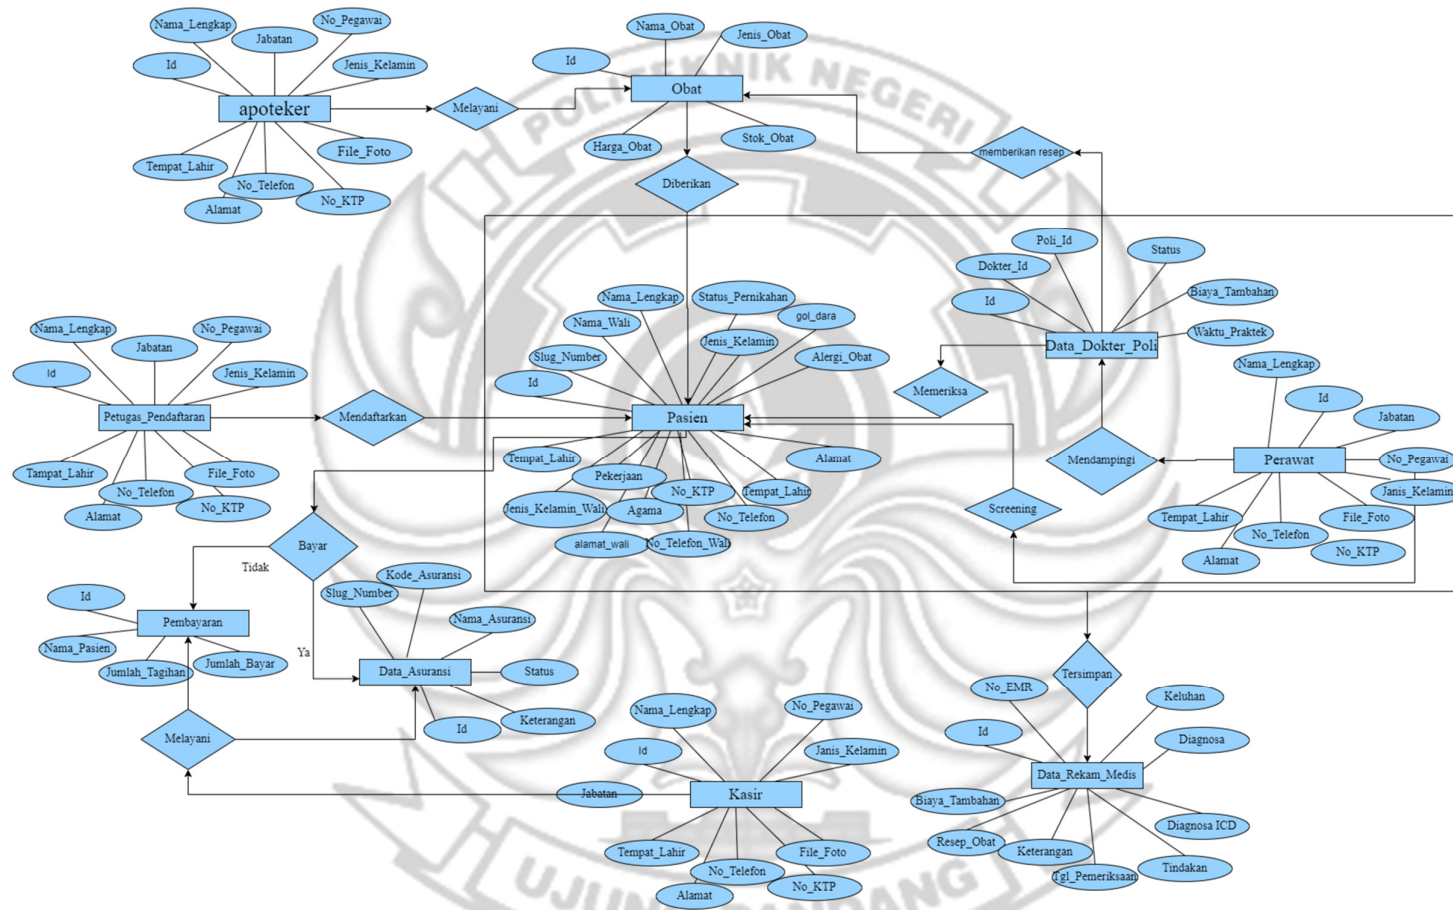 Nama_Lengkap
No_Pegawai
Jabatan
Id
Jenis_Kelamin
apoteker
Tempat_Lahir
File_Foto
No_Telefon
Alamat
No_KTP
Melayani
Nama_Obat
Jenis_Obat
Id
Obat
Harga_Obat
Stok_Obat
Diberikan
memberikan resep
POLITEKNIK NEGERI
Poli_Id
Status
Dokter_Id
Id
Biaya_Tambahan
Waktu_Praktek
Data_Dokter_Poli
Memeriksa
Nama_Lengkap
Status_Pernikahan
gol_dara
Nama_Wali
Jenis_Kelamin
Slug_Number
Alergi_Obat
Id
Pasien
Tempat_Lahir
Alamat
Pekerjaan
No_KTP
Tempat_Lahir
Jenis_Kelamin_Wali
Agama
No_Telefon
alamat_wali
No_Telefon_Wali
Nama_Lengkap
No_Pegawai
Jabatan
Id
Jenis_Kelamin
Petugas_Pendaftaran
Tampat_Lahir
File_Foto
No_Telefon
Alamat
No_KTP
Mendaftarkan
Nama_Lengkap
Id
Jabatan
Mendampingi
Perawat
No_Pegawai
Janis_Kelamin
Tempat_Lahir
File_Foto
No_Telefon
No_KTP
Alamat
Screening
Bayar
Tidak
Ya
Id
Pembayaran
Nama_Pasien
Jumlah_Tagihan
Jumlah_Bayar
Kode_Asuransi
Slug_Number
Nama_Asuransi
Data_Asuransi
Status
Keterangan
Id
Melayani
Nama_Lengkap
No_Pegawai
Id
Janis_Kelamin
Jabatan
Kasir
Tempat_Lahir
File_Foto
No_Telefon
Alamat
No_KTP
Tersimpan
No_EMR
Keluhan
Id
Diagnosa
Data_Rekam_Medis
Biaya_Tambahan
Diagnosa ICD
Resep_Obat
Keterangan
Tindakan
Tgl_Pemeriksaan
UJUNG PANDANG